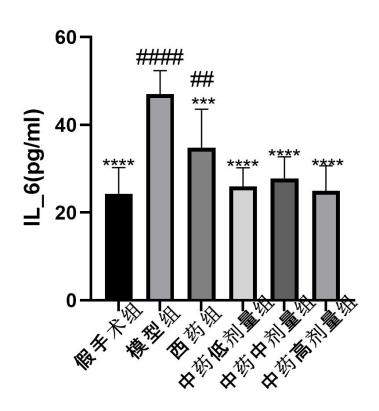 60
####
##
***
40
**** **** **** ****
20
0
IL_6(pg/ml)
假手术组
模型组
西药组
中药低剂量组
中药中剂量组
中药高剂量组